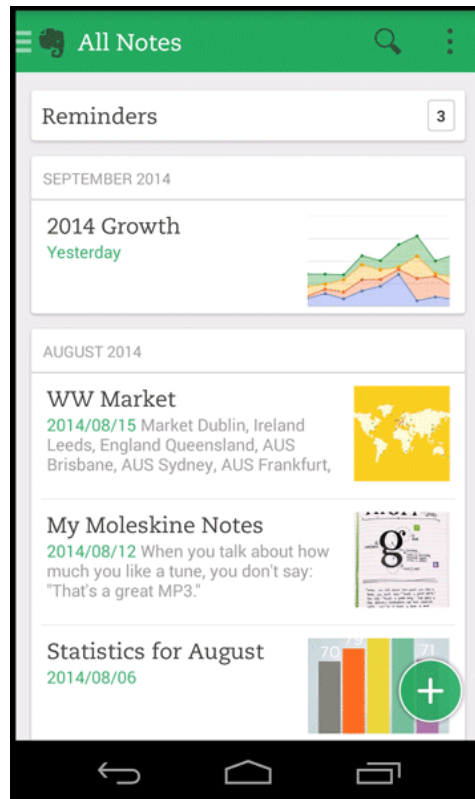 All Notes
Reminders
3
SEPTEMBER 2014
2014 Growth
Yesterday
AUGUST 2014
WW Market
2014/08/15 Market Dublin, Ireland
Leeds, England Queensland, AUS
Brisbane, AUS Sydney, AUS Frankfurt,
My Moleskine Notes
2014/08/12 When you talk about how
much you like a tune, you don't say:
"That's a great MP3."
g
Statistics for August
2014/08/06
70
79
71